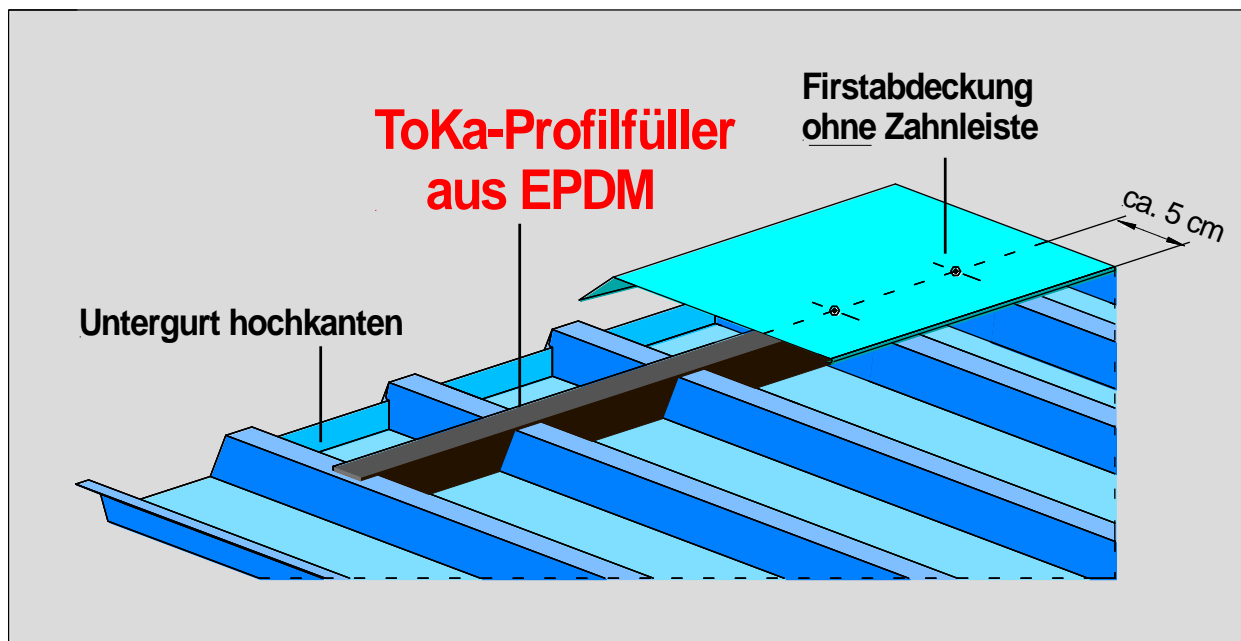 ToKa-Profilfüller
aus EPDM
Firstabdeckung
ohne Zahnleiste
ca. 5 cm
Untergurt hochkanten